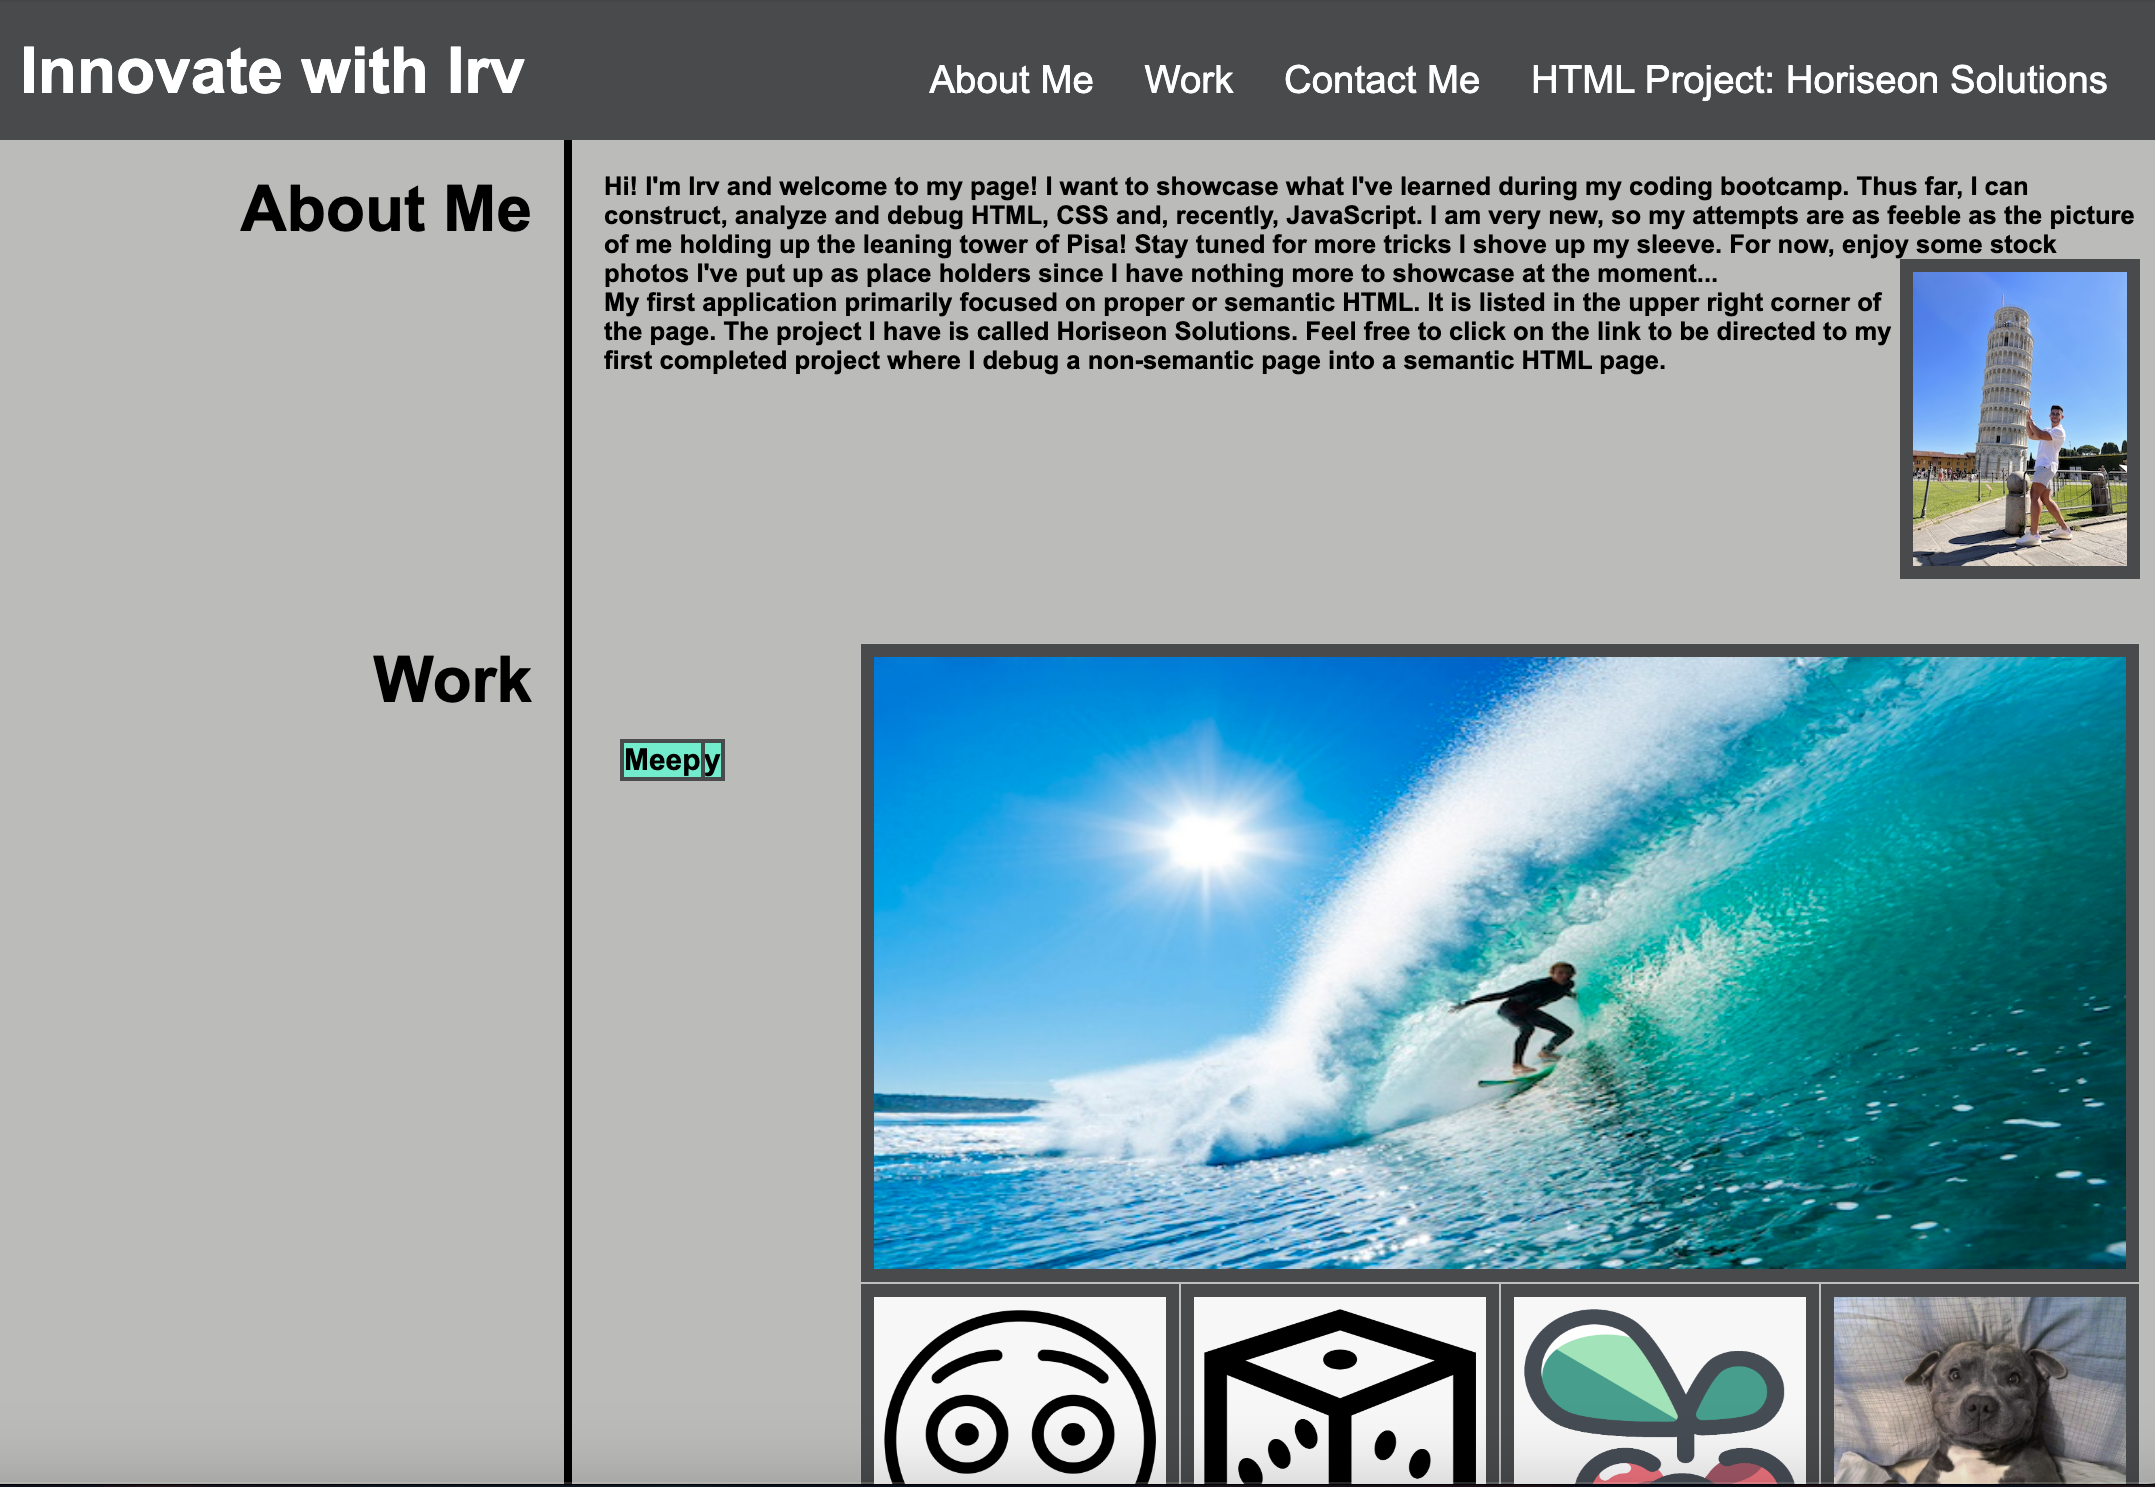 Innovate with Irv
About Me Work Contact Me HTML Project: Horiseon Solutions
About Me
Hi! I'm Irv and welcome to my page! I want to showcase what I've learned during my coding bootcamp. Thus far, I can
construct, analyze and debug HTML, CSS and, recently, JavaScript. I am very new, so my attempts are as feeble as the picture
of me holding up the leaning tower of Pisa! Stay tuned for more tricks I shove up my sleeve. For now, enjoy some stock
photos I've put up as place holders since I have nothing more to showcase at the moment...
My first application primarily focused on proper or semantic HTML. It is listed in the upper right corner of
the page. The project I have is called Horiseon Solutions. Feel free to click on the link to be directed to my
first completed project where I debug a non-semantic page into a semantic HTML page.
Work
Meepy